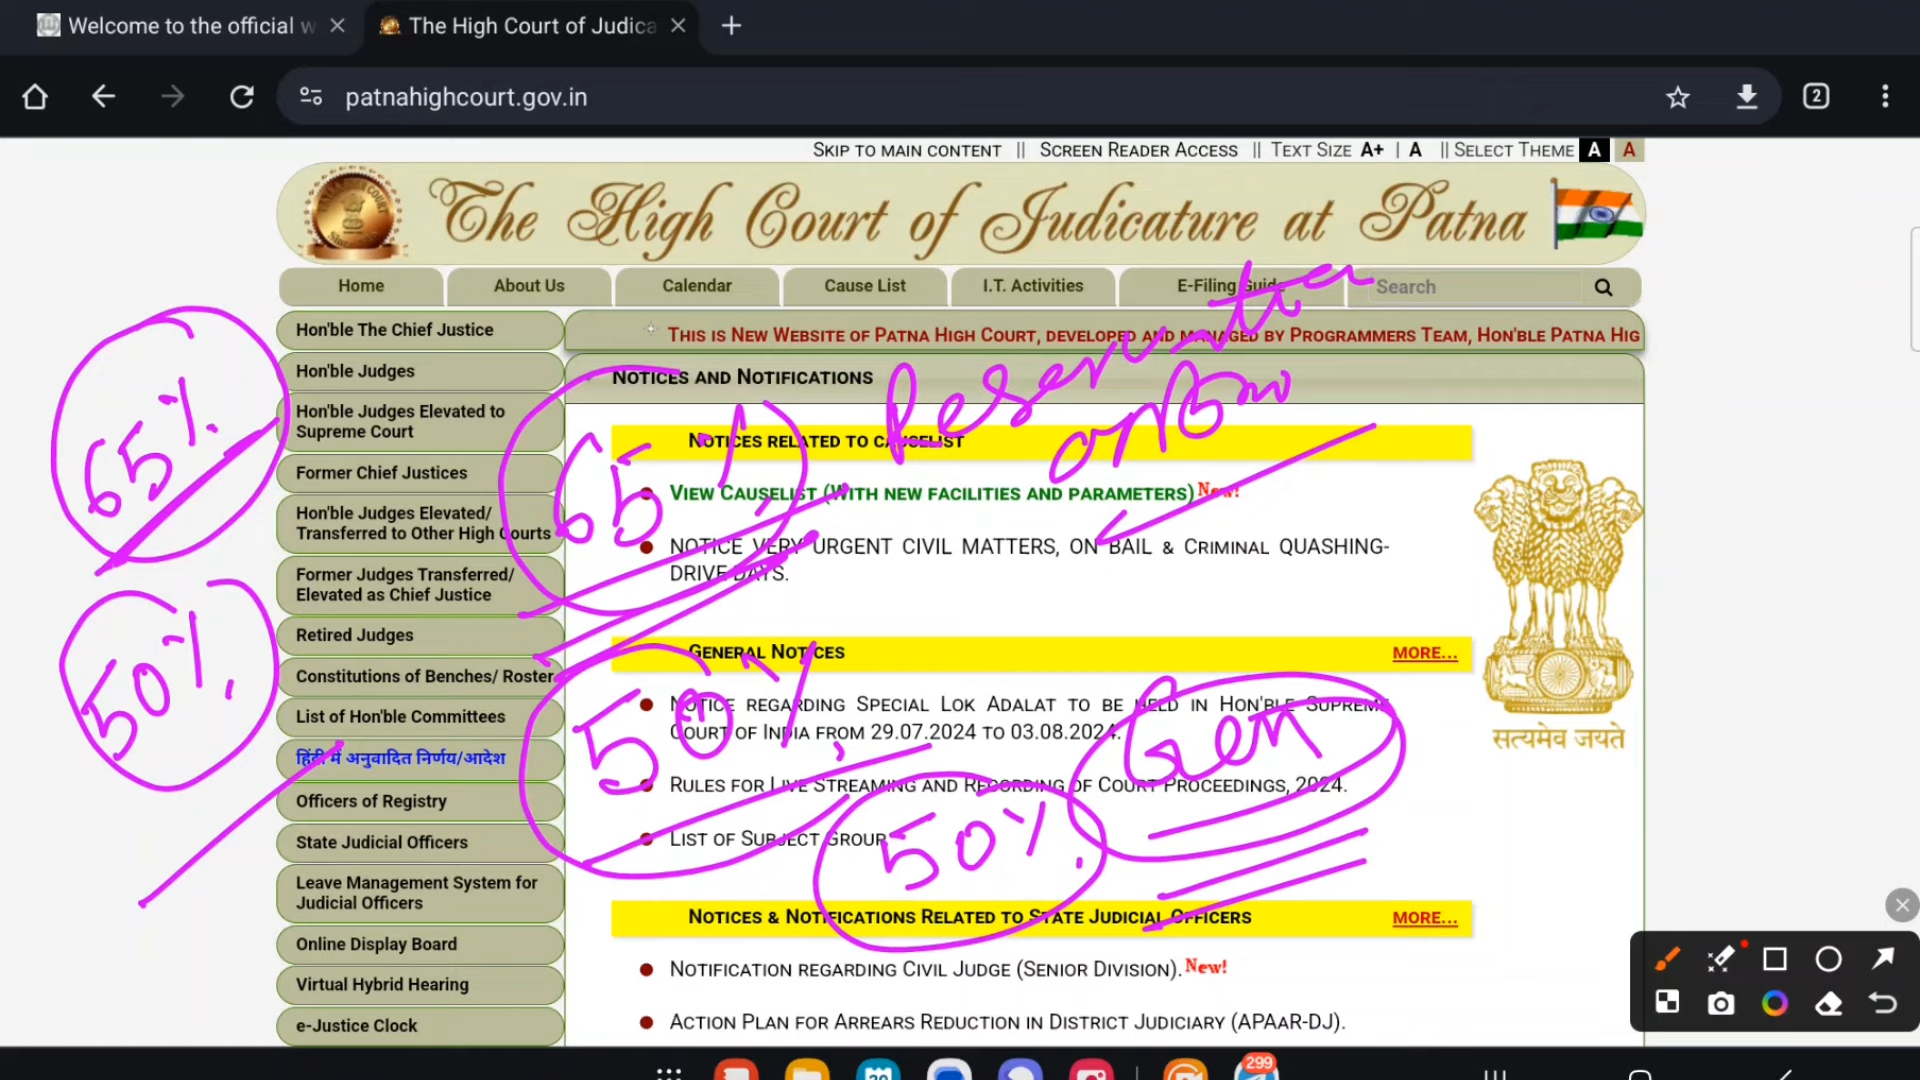 Welcome to the official w
The High Court of Judica
patnahighcourt.gov.in
2
SKIP TO MAIN CONTENT || SCREEN READER ACCESS || TEXT SIZE A+ | A || SELECT THEME A A
The High Court of Judicature at Patna
Home About Us Calendar Cause List I.T. Activities E-Filing Guide Search
THIS IS NEW WEBSITE OF PATNA HIGH COURT, DEVELOPED AND MANAGED BY PROGRAMMERS TEAM, HON'BLE PATNA HIG
Hon'ble The Chief Justice
Hon'ble Judges
Hon'ble Judges Elevated to
Supreme Court
Former Chief Justices
Hon'ble Judges Elevated/
Transferred to Other High Courts
Former Judges Transferred/
Elevated as Chief Justice
Retired Judges
Constitutions of Benches/ Roster
List of Hon'ble Committees
हिंदी में अनुवादित निर्णय/आदेश
Officers of Registry
State Judicial Officers
Leave Management System for
Judicial Officers
Online Display Board
Virtual Hybrid Hearing
e-Justice Clock
NOTICES AND NOTIFICATIONS
NOTICES RELATED TO CAUSELIST
VIEW CAUSELIST (WITH NEW FACILITIES AND PARAMETERS) New!
NOTICE VERY URGENT CIVIL MATTERS, ON BAIL & CRIMINAL QUASHING-
DRIVE DAYS.
GENERAL NOTICES MORE...
NOTICE REGARDING SPECIAL LOK ADALAT TO BE HELD IN HON'BLE SUPREME
COURT OF INDIA FROM 29.07.2024 TO 03.08.2024.
RULES FOR LIVE STREAMING AND RECORDING OF COURT PROCEEDINGS, 2024.
LIST OF SUBJECT GROUP
NOTICES & NOTIFICATIONS RELATED TO STATE JUDICIAL OFFICERS MORE...
NOTIFICATION REGARDING CIVIL JUDGE (SENIOR DIVISION). New!
ACTION PLAN FOR ARREARS REDUCTION IN DISTRICT JUDICIARY (APAAR-DJ).
सत्यमेव जयते
65%
50%
65%
50%
50%
Gen
299